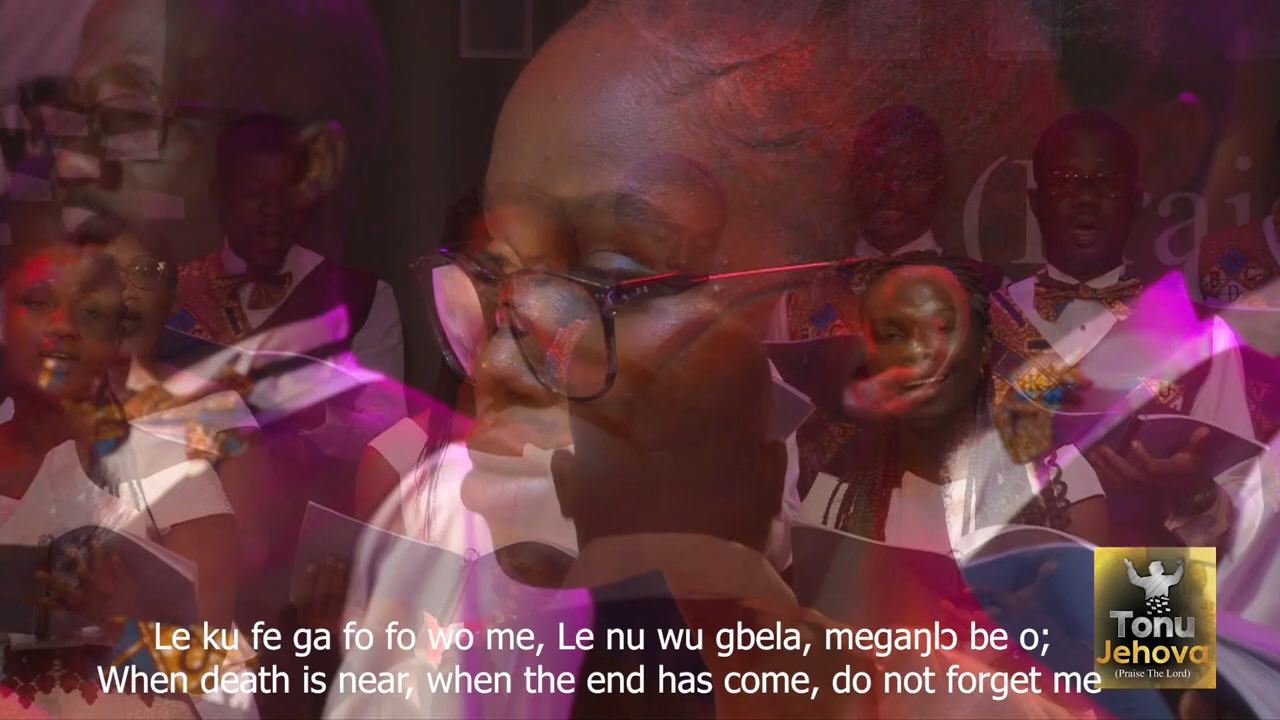 (Prai
Le ku fe ga fo fo wo me, Le nu wu gbela, megaŋlɔ be o;
When death is near, when the end has come, do not forget me
Tonu
Jehova
(Praise The Lord)